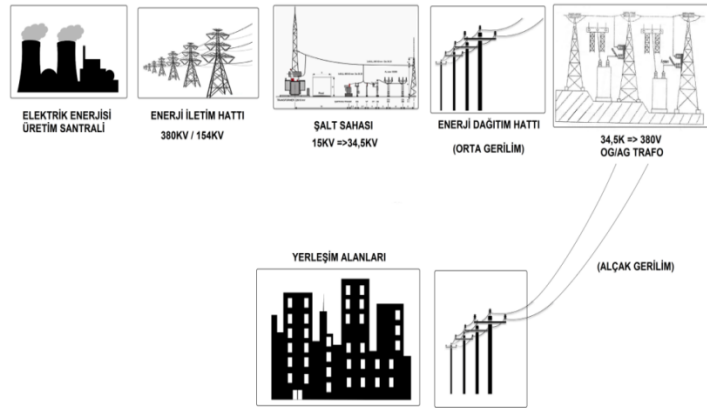 ELEKTRİK ENERJİSİ
ÜRETİM SANTRALİ
ENERJİ İLETİM HATTI
380KV / 154KV
ŞALT SAHASI
15KV =>34,5KV
ENERJİ DAĞITIM HATTI
(ORTA GERİLİM)
34,5K => 380V
OG/AG TRAFO
YERLEŞİM ALANLARI
(ALÇAK GERİLİM)